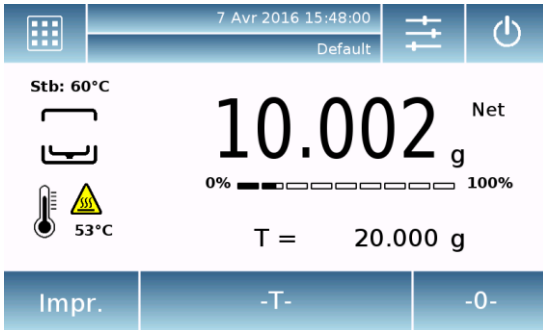 7 Avr 2016 15:48:00
Default
Stb: 60°C
10.002 g
Net
0% 100%
53°C
T = 20.000 g
Impr.
-T-
-0-